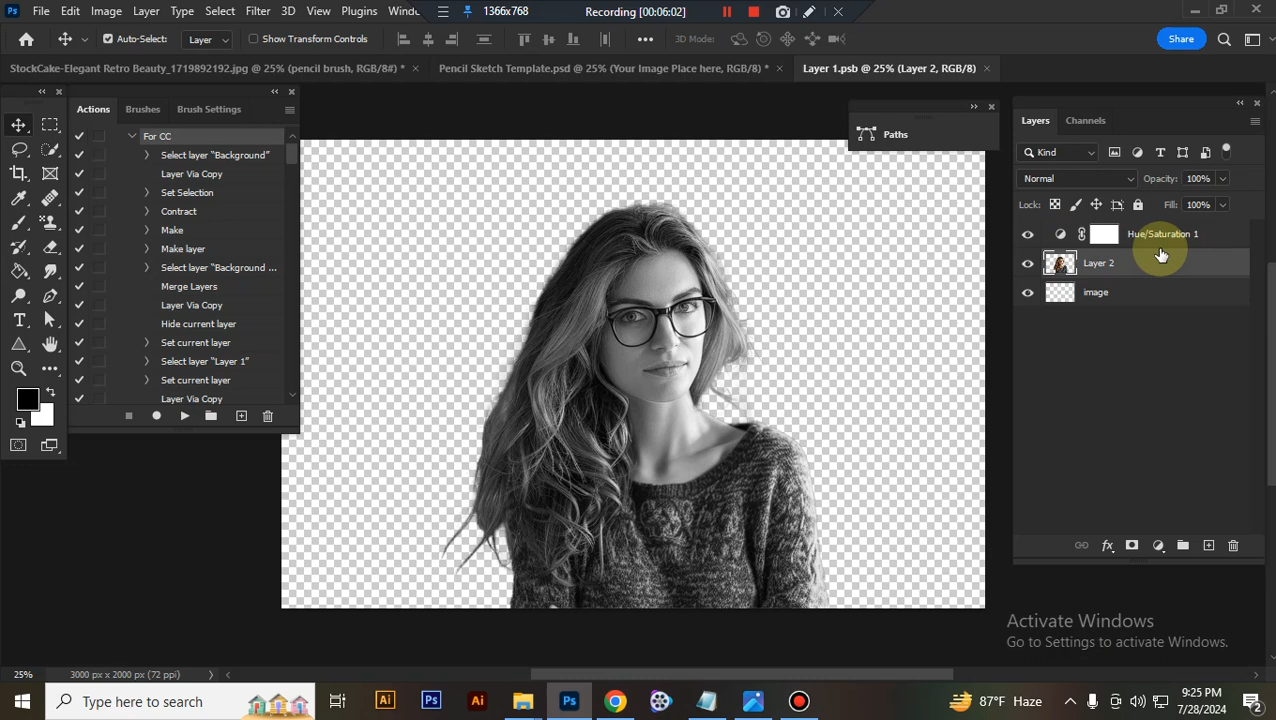 File Edit Image Layer Type Select Filter 3D View Plugins Windo
1366x768 Recording [00:06:02]
Auto-Select: Layer Show Transform Controls 3D Mode: Share
StockCake-Elegant Retro Beauty_1719892192.jpg @ 25% (pencil brush, RGB/8#) *
Pencil Sketch Template.psd @ 25% (Your Image Place here, RGB/8) *
Layer 1.psb @ 25% (Layer 2, RGB/8)
Actions Brushes Brush Settings
For CC
Select layer “Background”
Layer Via Copy
Set Selection
Contract
Make
Make layer
Select layer “Background ...
Merge Layers
Layer Via Copy
Hide current layer
Set current layer
Select layer “Layer 1”
Set current layer
Layer Via Copy
Paths
Layers Channels
Kind
Normal Opacity: 100%
Lock: Fill: 100%
Hue/Saturation 1
Layer 2
image
Activate Windows
Go to Settings to activate Windows.
25% 3000 px x 2000 px (72 ppi)
Type here to search
87°F Haze
9:25 PM
7/28/2024
2